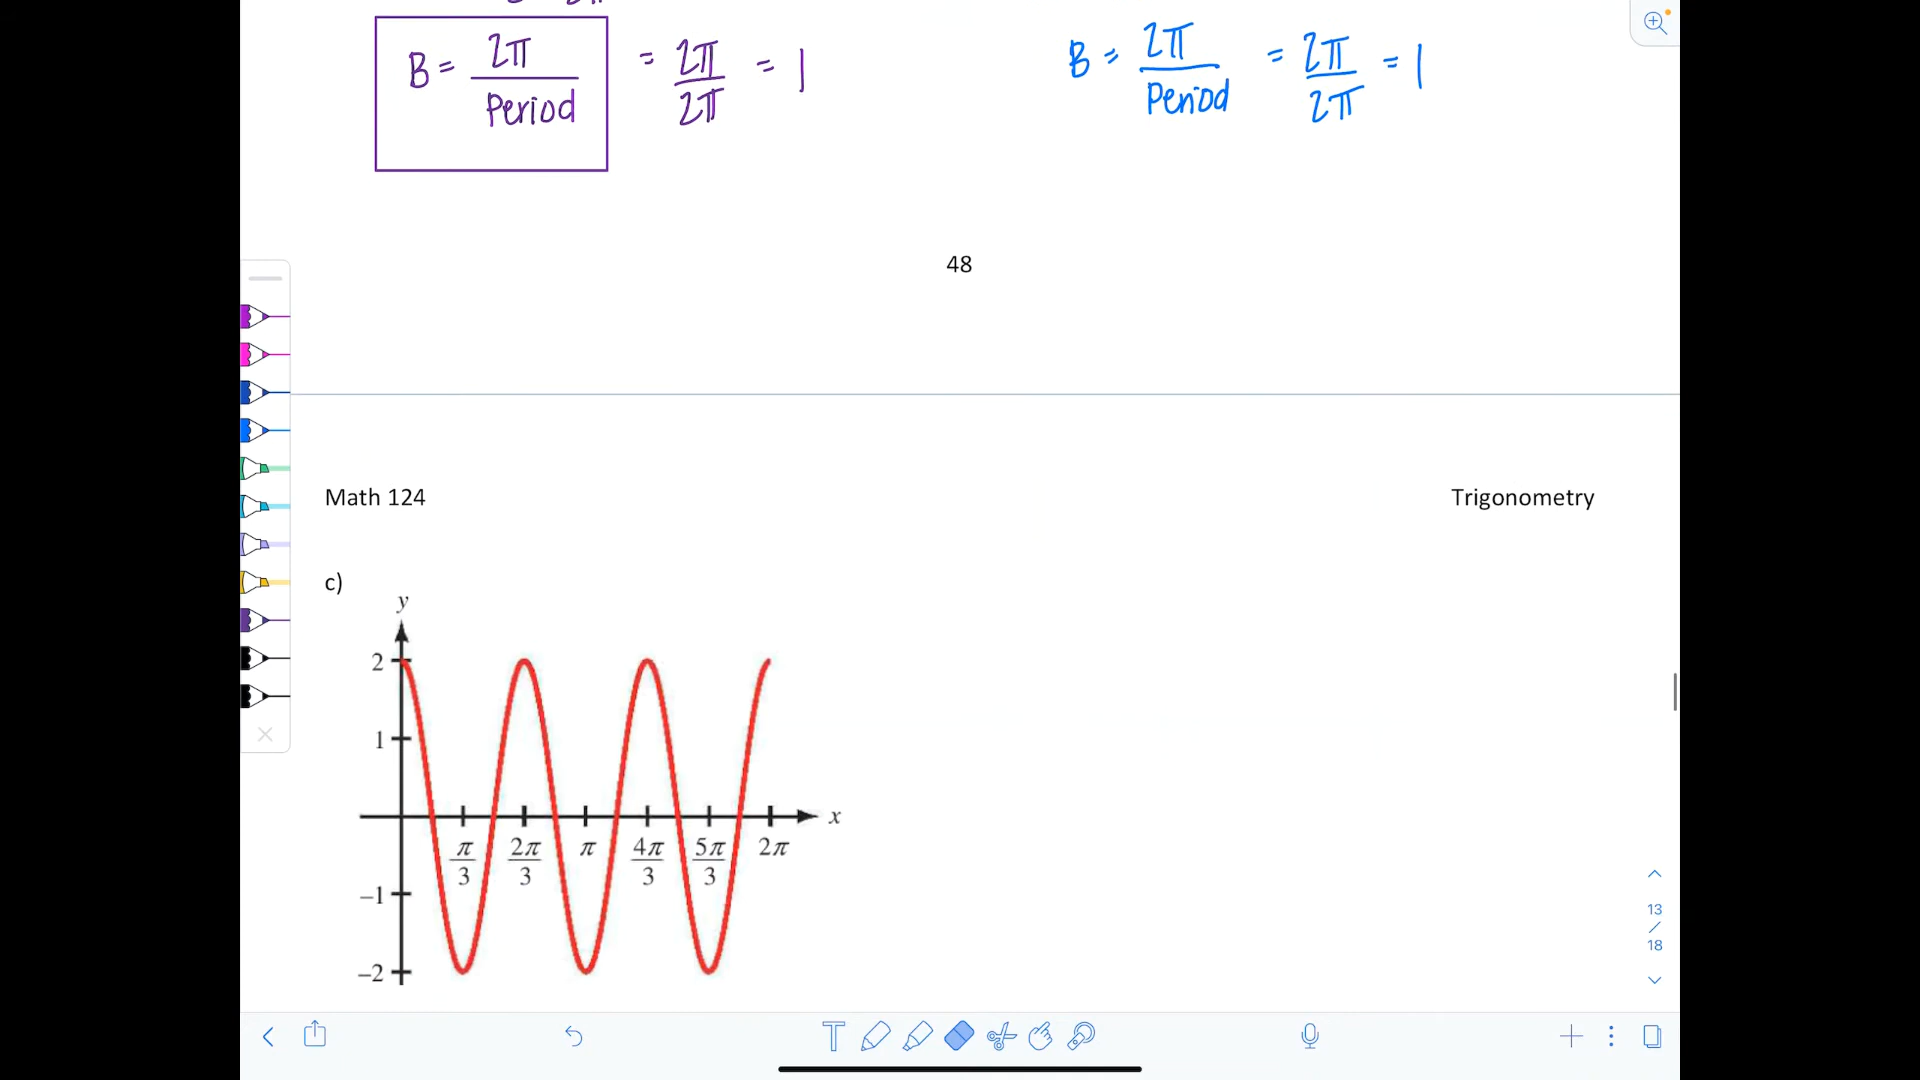 B = 2π / Period = 2π / 2π = 1
B = 2π / Period = 2π / 2π = 1
48
Math 124
Trigonometry
c)
y
2
1
x
π/3 2π/3 π 4π/3 5π/3 2π
–1
–2
13
/
18
T